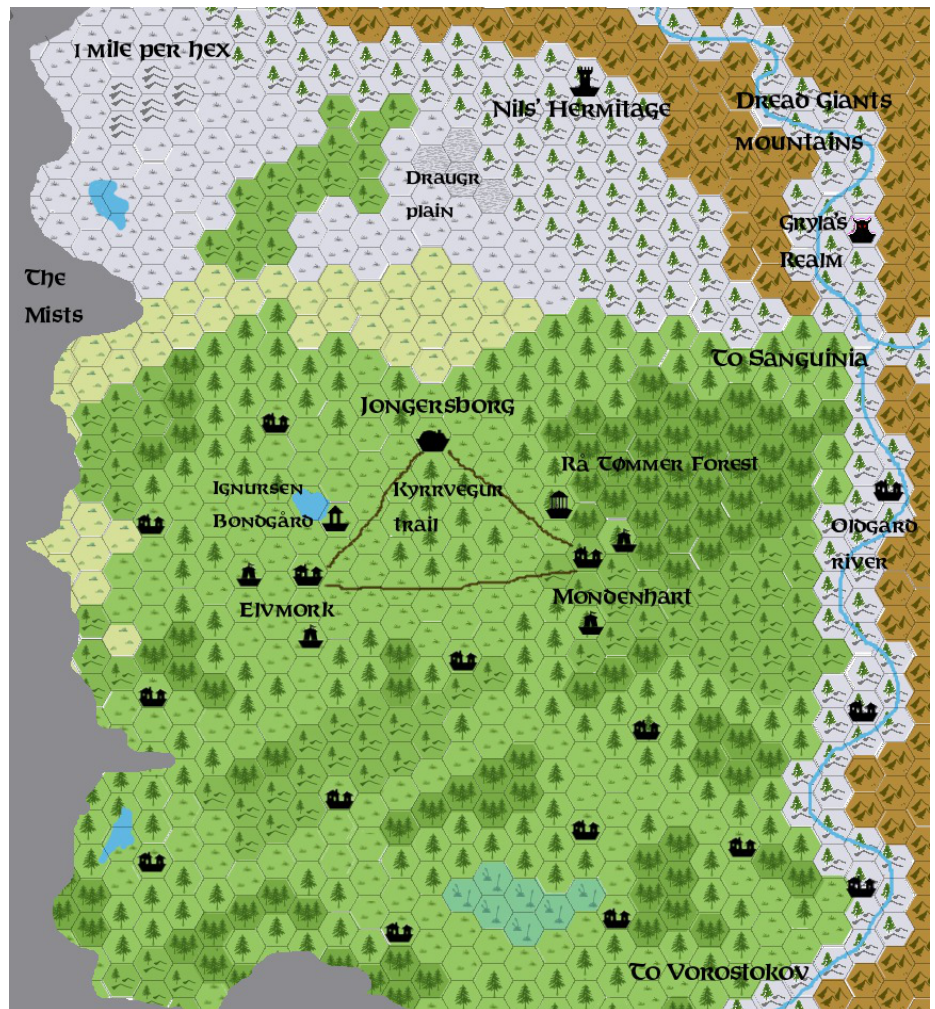 1 Mile per hex
Nils' Hermitage
Dread Giants
mountains
Draugr
plain
Gryla's
Realm
The
Mists
To Sanguinia
Jongersborg
Rå Tømmer Forest
Ignursen
Bondgård
Kyrrvegur
trail
Oldgard
river
Elvmork
Mondenhart
To Vorostokov